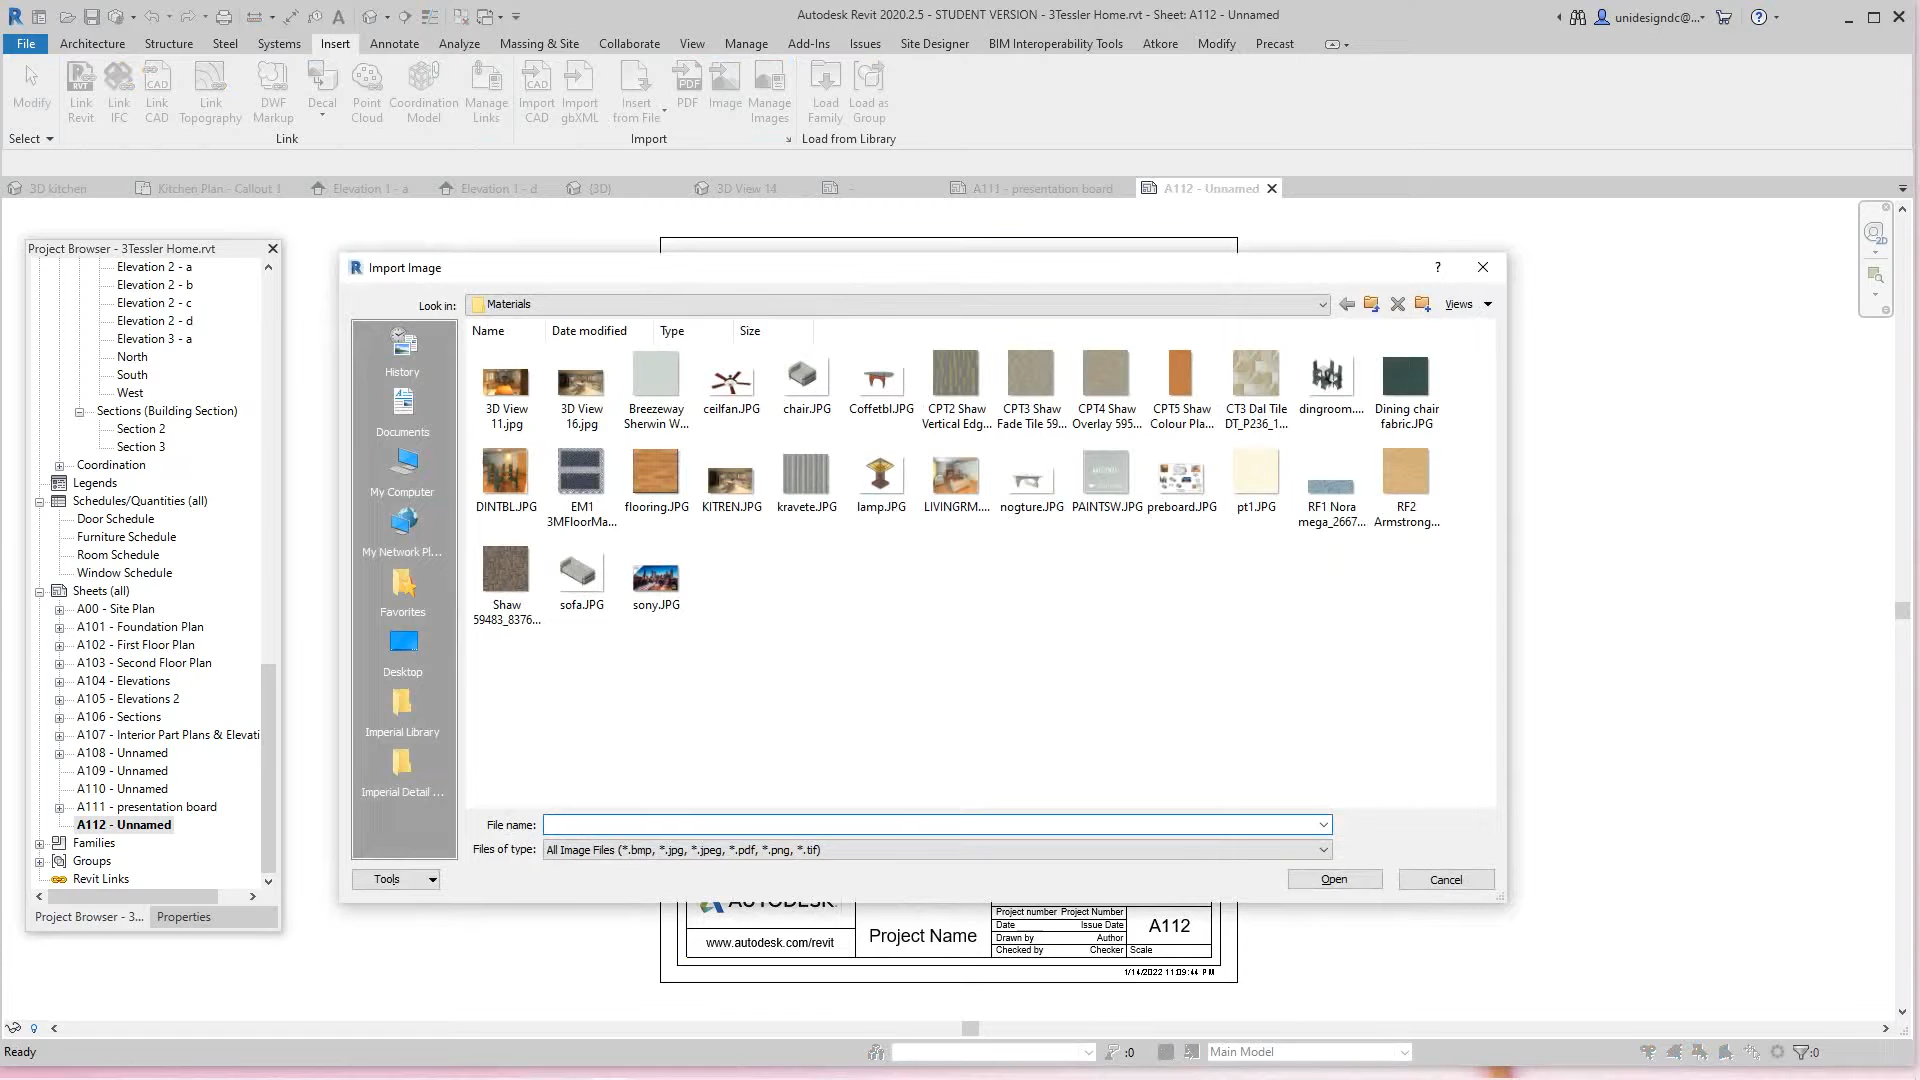 Autodesk Revit 2020.2.5 - STUDENT VERSION - 3Tessler Home.rvt - Sheet: A112 - Unnamed
unidesigndc@...
File Architecture Structure Steel Systems Insert Annotate Analyze Massing & Site Collaborate View Manage Add-Ins Issues Site Designer BIM Interoperability Tools Atkore Modify Precast
Modify
Link Revit
Link IFC
Link CAD
Link Topography
DWF Markup
Decal
Point Cloud
Coordination Model
Manage Links
Import CAD
Import gbXML
Insert from File
PDF
Image
Manage Images
Load Family
Load as Group
Select Link Import Load from Library
3D kitchen Kitchen Plan - Callout 1 Elevation 1 - a Elevation 1 - d {3D} 3D View 14 - A111 - presentation board A112 - Unnamed
2D
Project Browser - 3Tessler Home.rvt
Elevation 2 - a
Elevation 2 - b
Elevation 2 - c
Elevation 2 - d
Elevation 3 - a
North
South
West
Sections (Building Section)
Section 2
Section 3
Coordination
Legends
Schedules/Quantities (all)
Door Schedule
Furniture Schedule
Room Schedule
Window Schedule
Sheets (all)
A00 - Site Plan
A101 - Foundation Plan
A102 - First Floor Plan
A103 - Second Floor Plan
A104 - Elevations
A105 - Elevations 2
A106 - Sections
A107 - Interior Part Plans & Elevati
A108 - Unnamed
A109 - Unnamed
A110 - Unnamed
A111 - presentation board
A112 - Unnamed
Families
Groups
Revit Links
Project Browser - 3... Properties
Import Image
Look in: Materials Views
History
Documents
My Computer
My Network Pl...
Favorites
Desktop
Imperial Library
Imperial Detail ...
Name Date modified Type Size
3D View 11.jpg
3D View 16.jpg
Breezeway Sherwin W...
ceilfan.JPG
chair.JPG
Coffetbl.JPG
CPT2 Shaw Vertical Edg...
CPT3 Shaw Fade Tile 59...
CPT4 Shaw Overlay 595...
CPT5 Shaw Colour Pla...
CT3 Dal Tile DT_P236_1...
dingroom....
Dining chair fabric.JPG
DINTBL.JPG
EM1 3MFloorMa...
flooring.JPG
KITREN.JPG
kravete.JPG
lamp.JPG
LIVINGRM....
nogture.JPG
PAINTSW.JPG
preboard.JPG
pt1.JPG
RF1 Nora mega_2667...
RF2 Armstrong...
Shaw 59483_8376...
sofa.JPG
sony.JPG
File name:
Files of type: All Image Files (*.bmp, *.jpg, *.jpeg, *.pdf, *.png, *.tif)
Tools Open Cancel
AUTODESK.
www.autodesk.com/revit
Project Name
Project number Project Number
Date Issue Date
Drawn by Author
Checked by Checker
A112
Scale
1/14/2022 11:09:44 PM
Ready
:0 Main Model :0